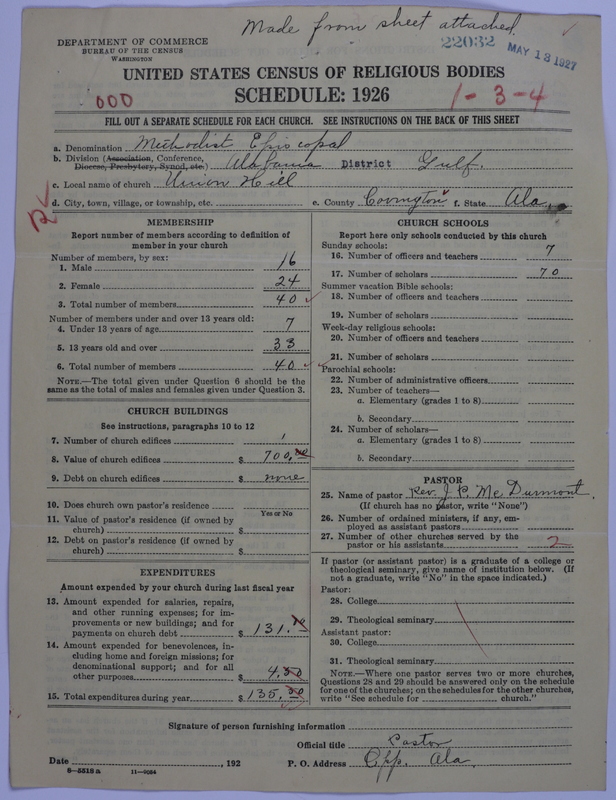 Made from sheet attached.
DEPARTMENT OF COMMERCE
BUREAU OF THE CENSUS
WASHINGTON
22032 MAY 13 1927
UNITED STATES CENSUS OF RELIGIOUS BODIES
SCHEDULE: 1926
000
1-3-4
FILL OUT A SEPARATE SCHEDULE FOR EACH CHURCH. SEE INSTRUCTIONS ON THE BACK OF THIS SHEET
a. Denomination Methodist Episcopal
b. Division (Association, Conference, Diocese, Presbytery, Synod, etc.) Alabama District Gulf.
c. Local name of church Union Hill
d. City, town, village, or township, etc. e. County Covington f. State Ala.
MEMBERSHIP
Report number of members according to definition of
member in your church
Number of members, by sex:
1. Male 16
2. Female 24
3. Total number of members 40
Number of members under and over 13 years old:
4. Under 13 years of age 7
5. 13 years old and over 33
6. Total number of members 40
NOTE.—The total given under Question 6 should be the
same as the total of males and females given under Question 3.
CHURCH BUILDINGS
See instructions, paragraphs 10 to 12
7. Number of church edifices 1
8. Value of church edifices $ 700.00
9. Debt on church edifices $ none
10. Does church own pastor's residence
Yes or No
11. Value of pastor's residence (if owned by
church) $
12. Debt on pastor's residence (if owned by
church) $
EXPENDITURES
Amount expended by your church during last fiscal year
13. Amount expended for salaries, repairs,
and other running expenses; for im-
provements or new buildings; and for
payments on church debt $ 131.
14. Amount expended for benevolences, in-
cluding home and foreign missions; for
denominational support; and for all
other purposes $ 4.50
15. Total expenditures during year $ 135.50
CHURCH SCHOOLS
Report here only schools conducted by this church
Sunday schools:
16. Number of officers and teachers 7
17. Number of scholars 70
Summer vacation Bible schools:
18. Number of officers and teachers
19. Number of scholars
Week-day religious schools:
20. Number of officers and teachers
21. Number of scholars
Parochial schools:
22. Number of administrative officers
23. Number of teachers—
a. Elementary (grades 1 to 8)
b. Secondary
24. Number of scholars—
a. Elementary (grades 1 to 8)
b. Secondary
PASTOR
25. Name of pastor Rev. J. P. McDurmont.
(If church has no pastor, write "None")
26. Number of ordained ministers, if any, em-
ployed as assistant pastors
27. Number of other churches served by the
pastor or his assistants 2
If pastor (or assistant pastor) is a graduate of a college or
theological seminary, give name of institution below. (If
not a graduate, write "No" in the space indicated.)
Pastor:
28. College
29. Theological seminary
Assistant pastor:
30. College
31. Theological seminary
NOTE.—Where one pastor serves two or more churches,
Questions 28 and 29 should be answered only on the schedule
for one of the churches; on the schedules for the other churches,
write "See schedule for church."
Signature of person furnishing information
Official title Pastor
Date , 192 P. O. Address Opp. Ala.
8—5518 a 11—9034